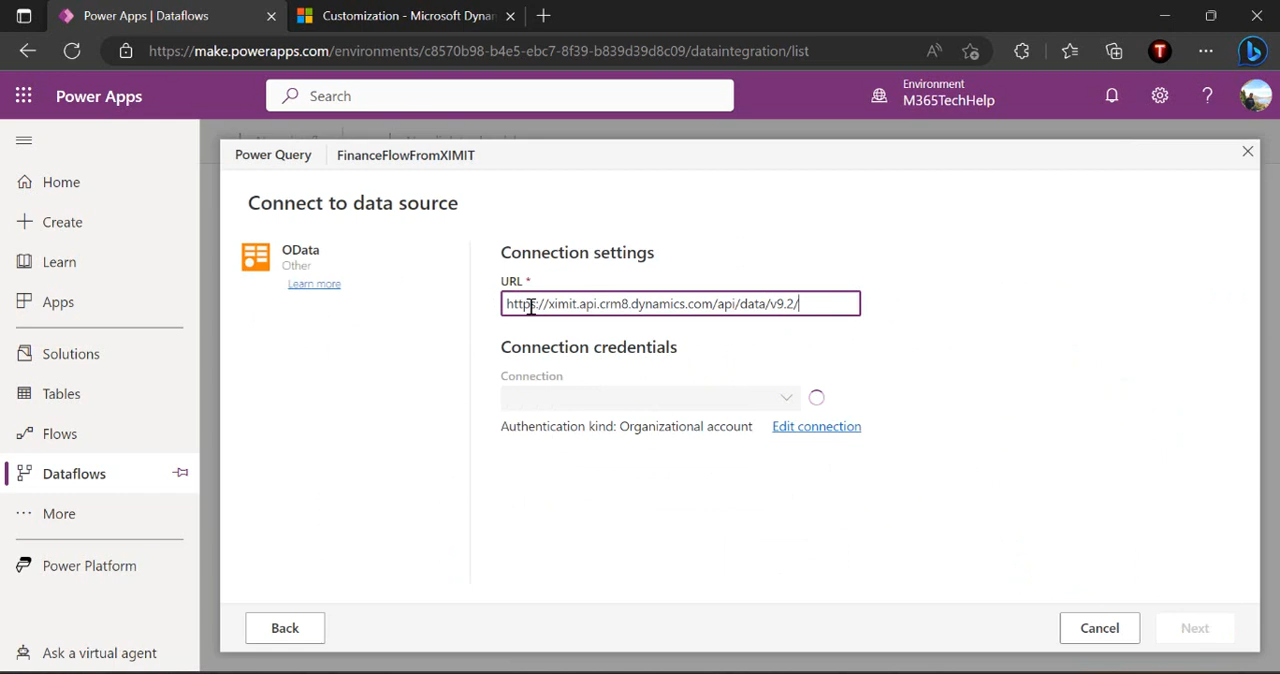 Power Apps | Dataflows
Customization - Microsoft Dynan
https://make.powerapps.com/environments/c8570b98-b4e5-ebc7-8f39-b839d39d8c09/dataintegration/list
T
Power Apps
Search
Environment
M365TechHelp
Power Query
FinanceFlowFromXIMIT
Home
Create
Learn
Apps
Solutions
Tables
Flows
Dataflows
More
Power Platform
Ask a virtual agent
Connect to data source
OData
Other
Learn more
Connection settings
URL *
https://ximit.api.crm8.dynamics.com/api/data/v9.2/
Connection credentials
Connection
Authentication kind: Organizational account
Edit connection
Back
Cancel
Next